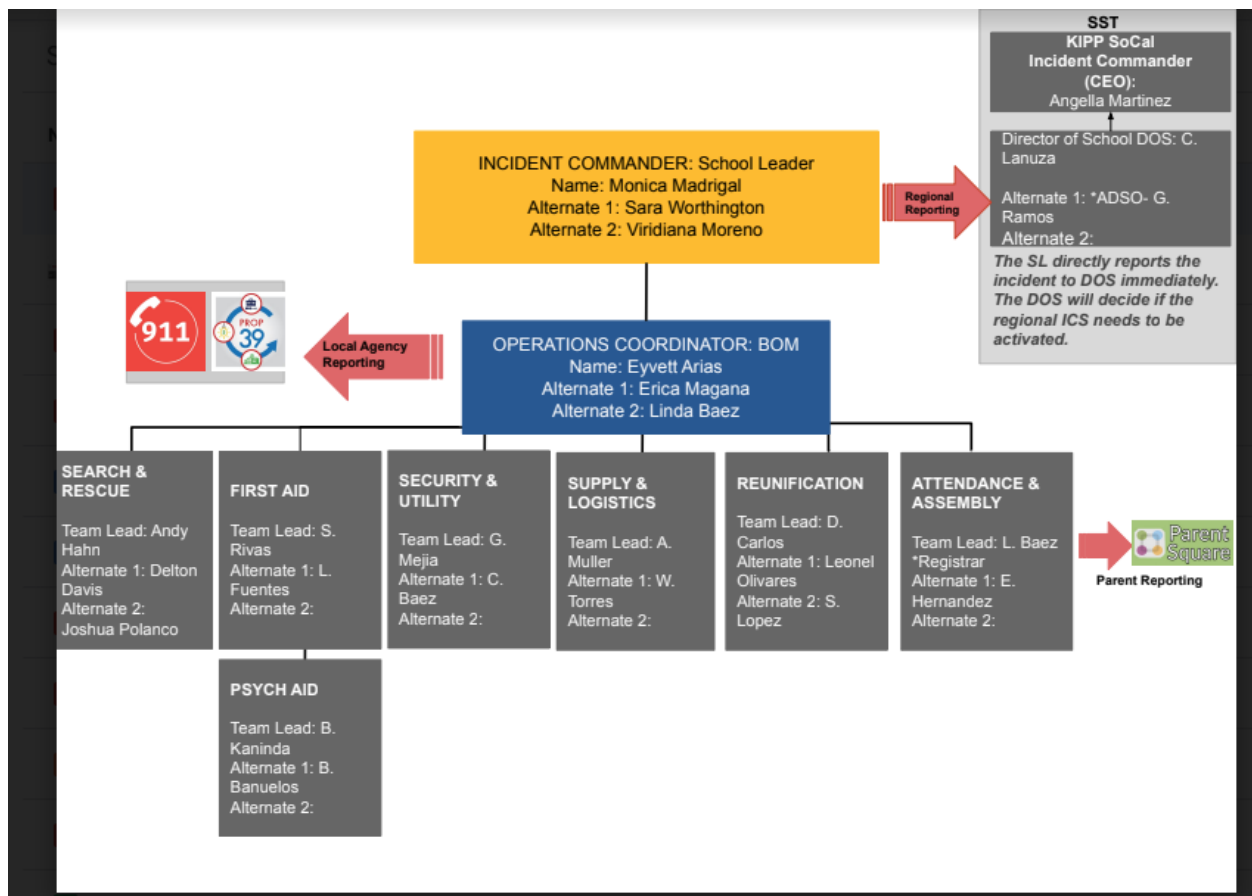 SST
KIPP SoCal
Incident Commander
(CEO):
Angella Martinez
Director of School DOS: C.
Lanuza
Alternate 1: *ADSO- G.
Ramos
Alternate 2:
The SL directly reports the
incident to DOS immediately.
The DOS will decide if the
regional ICS needs to be
activated.
INCIDENT COMMANDER: School Leader
Name: Monica Madrigal
Alternate 1: Sara Worthington
Alternate 2: Viridiana Moreno
Regional
Reporting
911
PROP
39
Local Agency
Reporting
OPERATIONS COORDINATOR: BOM
Name: Eyvett Arias
Alternate 1: Erica Magana
Alternate 2: Linda Baez
SEARCH &
RESCUE
Team Lead: Andy
Hahn
Alternate 1: Delton
Davis
Alternate 2:
Joshua Polanco
FIRST AID
Team Lead: S.
Rivas
Alternate 1: L.
Fuentes
Alternate 2:
SECURITY &
UTILITY
Team Lead: G.
Mejia
Alternate 1: C.
Baez
Alternate 2:
SUPPLY &
LOGISTICS
Team Lead: A.
Muller
Alternate 1: W.
Torres
Alternate 2:
REUNIFICATION
Team Lead: D.
Carlos
Alternate 1: Leonel
Olivares
Alternate 2: S.
Lopez
ATTENDANCE &
ASSEMBLY
Team Lead: L. Baez
*Registrar
Alternate 1: E.
Hernandez
Alternate 2:
Parent
Square
Parent Reporting
PSYCH AID
Team Lead: B.
Kaninda
Alternate 1: B.
Banuelos
Alternate 2: